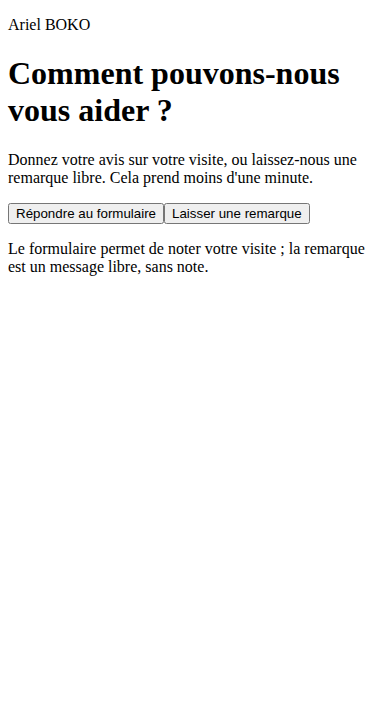 Ariel BOKO
Comment pouvons-nous
vous aider ?
Donnez votre avis sur votre visite, ou laissez-nous une
remarque libre. Cela prend moins d'une minute.
Répondre au formulaire Laisser une remarque
Le formulaire permet de noter votre visite ; la remarque
est un message libre, sans note.